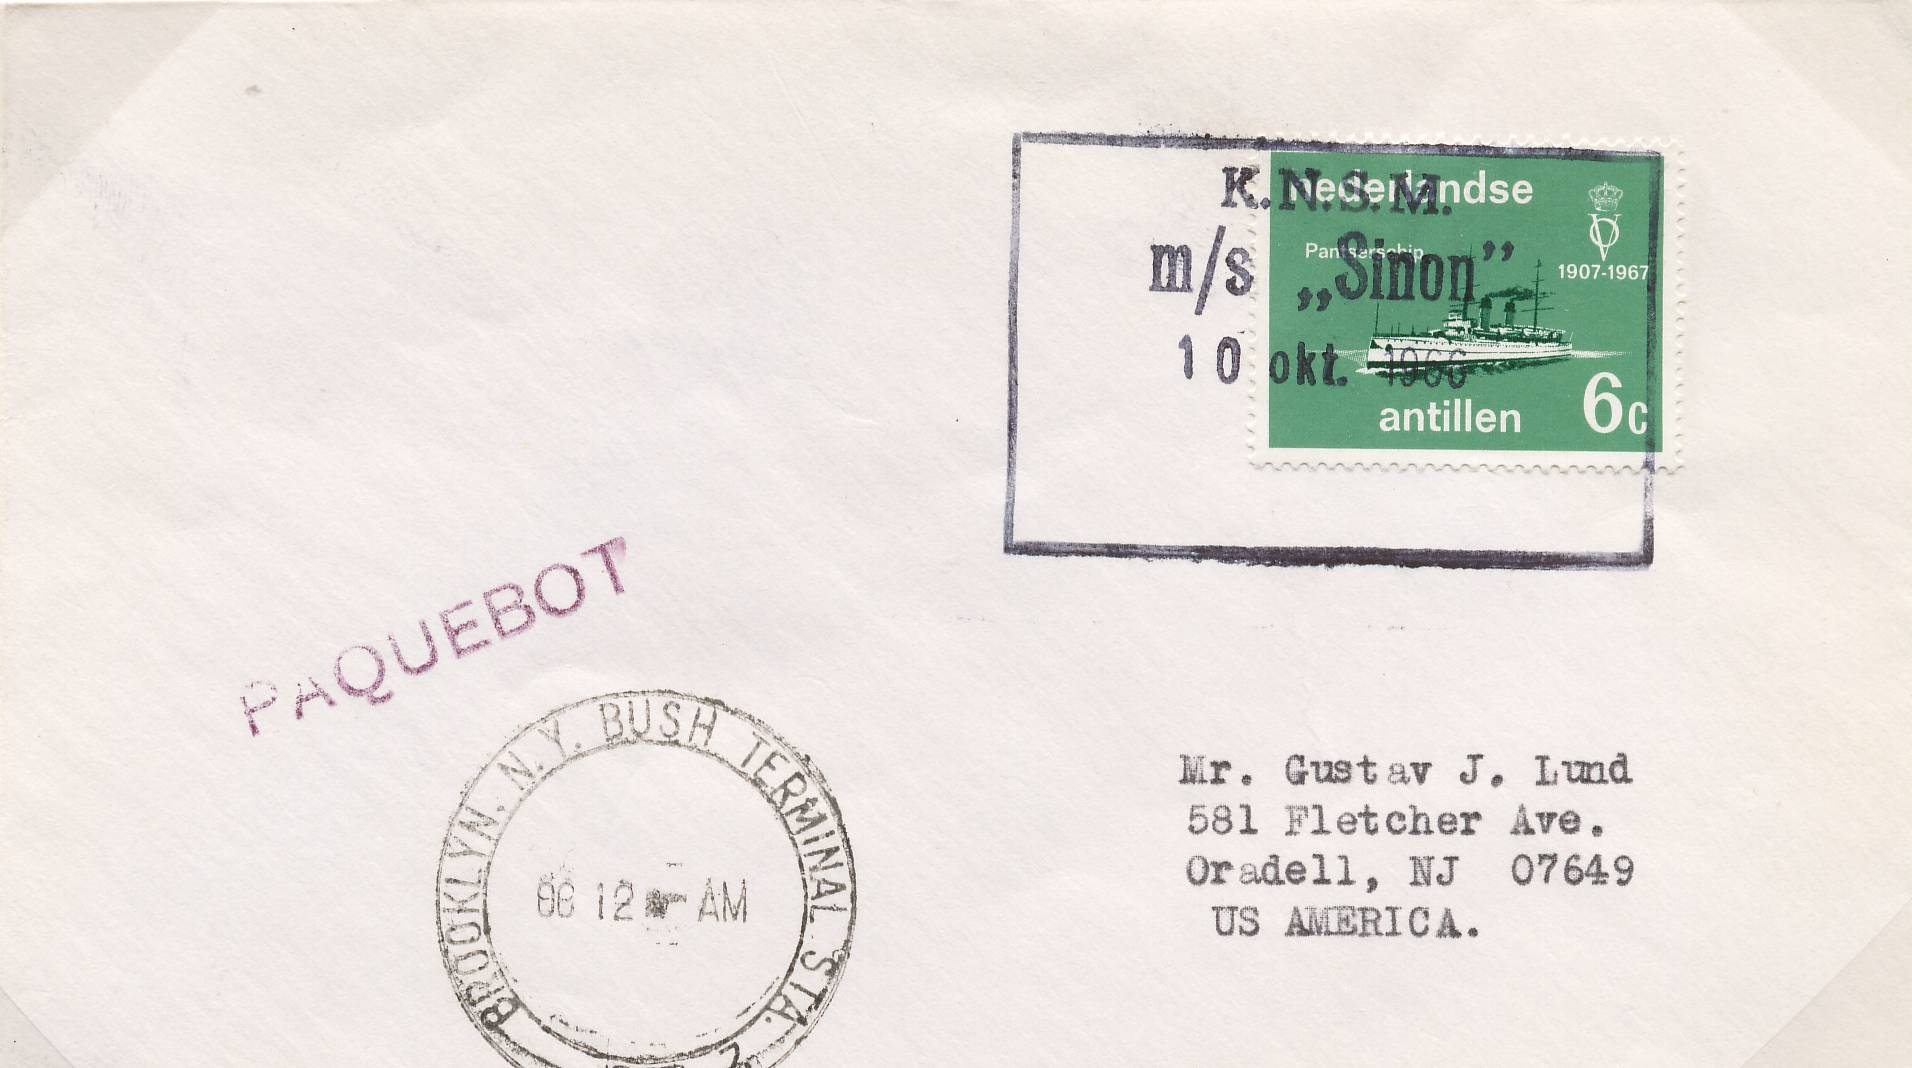 K.N.S.M.
m/s „Sinon”
10 okt. 1966
nederlandse
Pantserschip
1907-1967
antillen
6c
PAQUEBOT
BROOKLYN. N.Y. BUSH TERMINAL STA.
12 AM
Mr. Gustav J. Lund
581 Fletcher Ave.
Oradell, NJ 07649
US AMERICA.